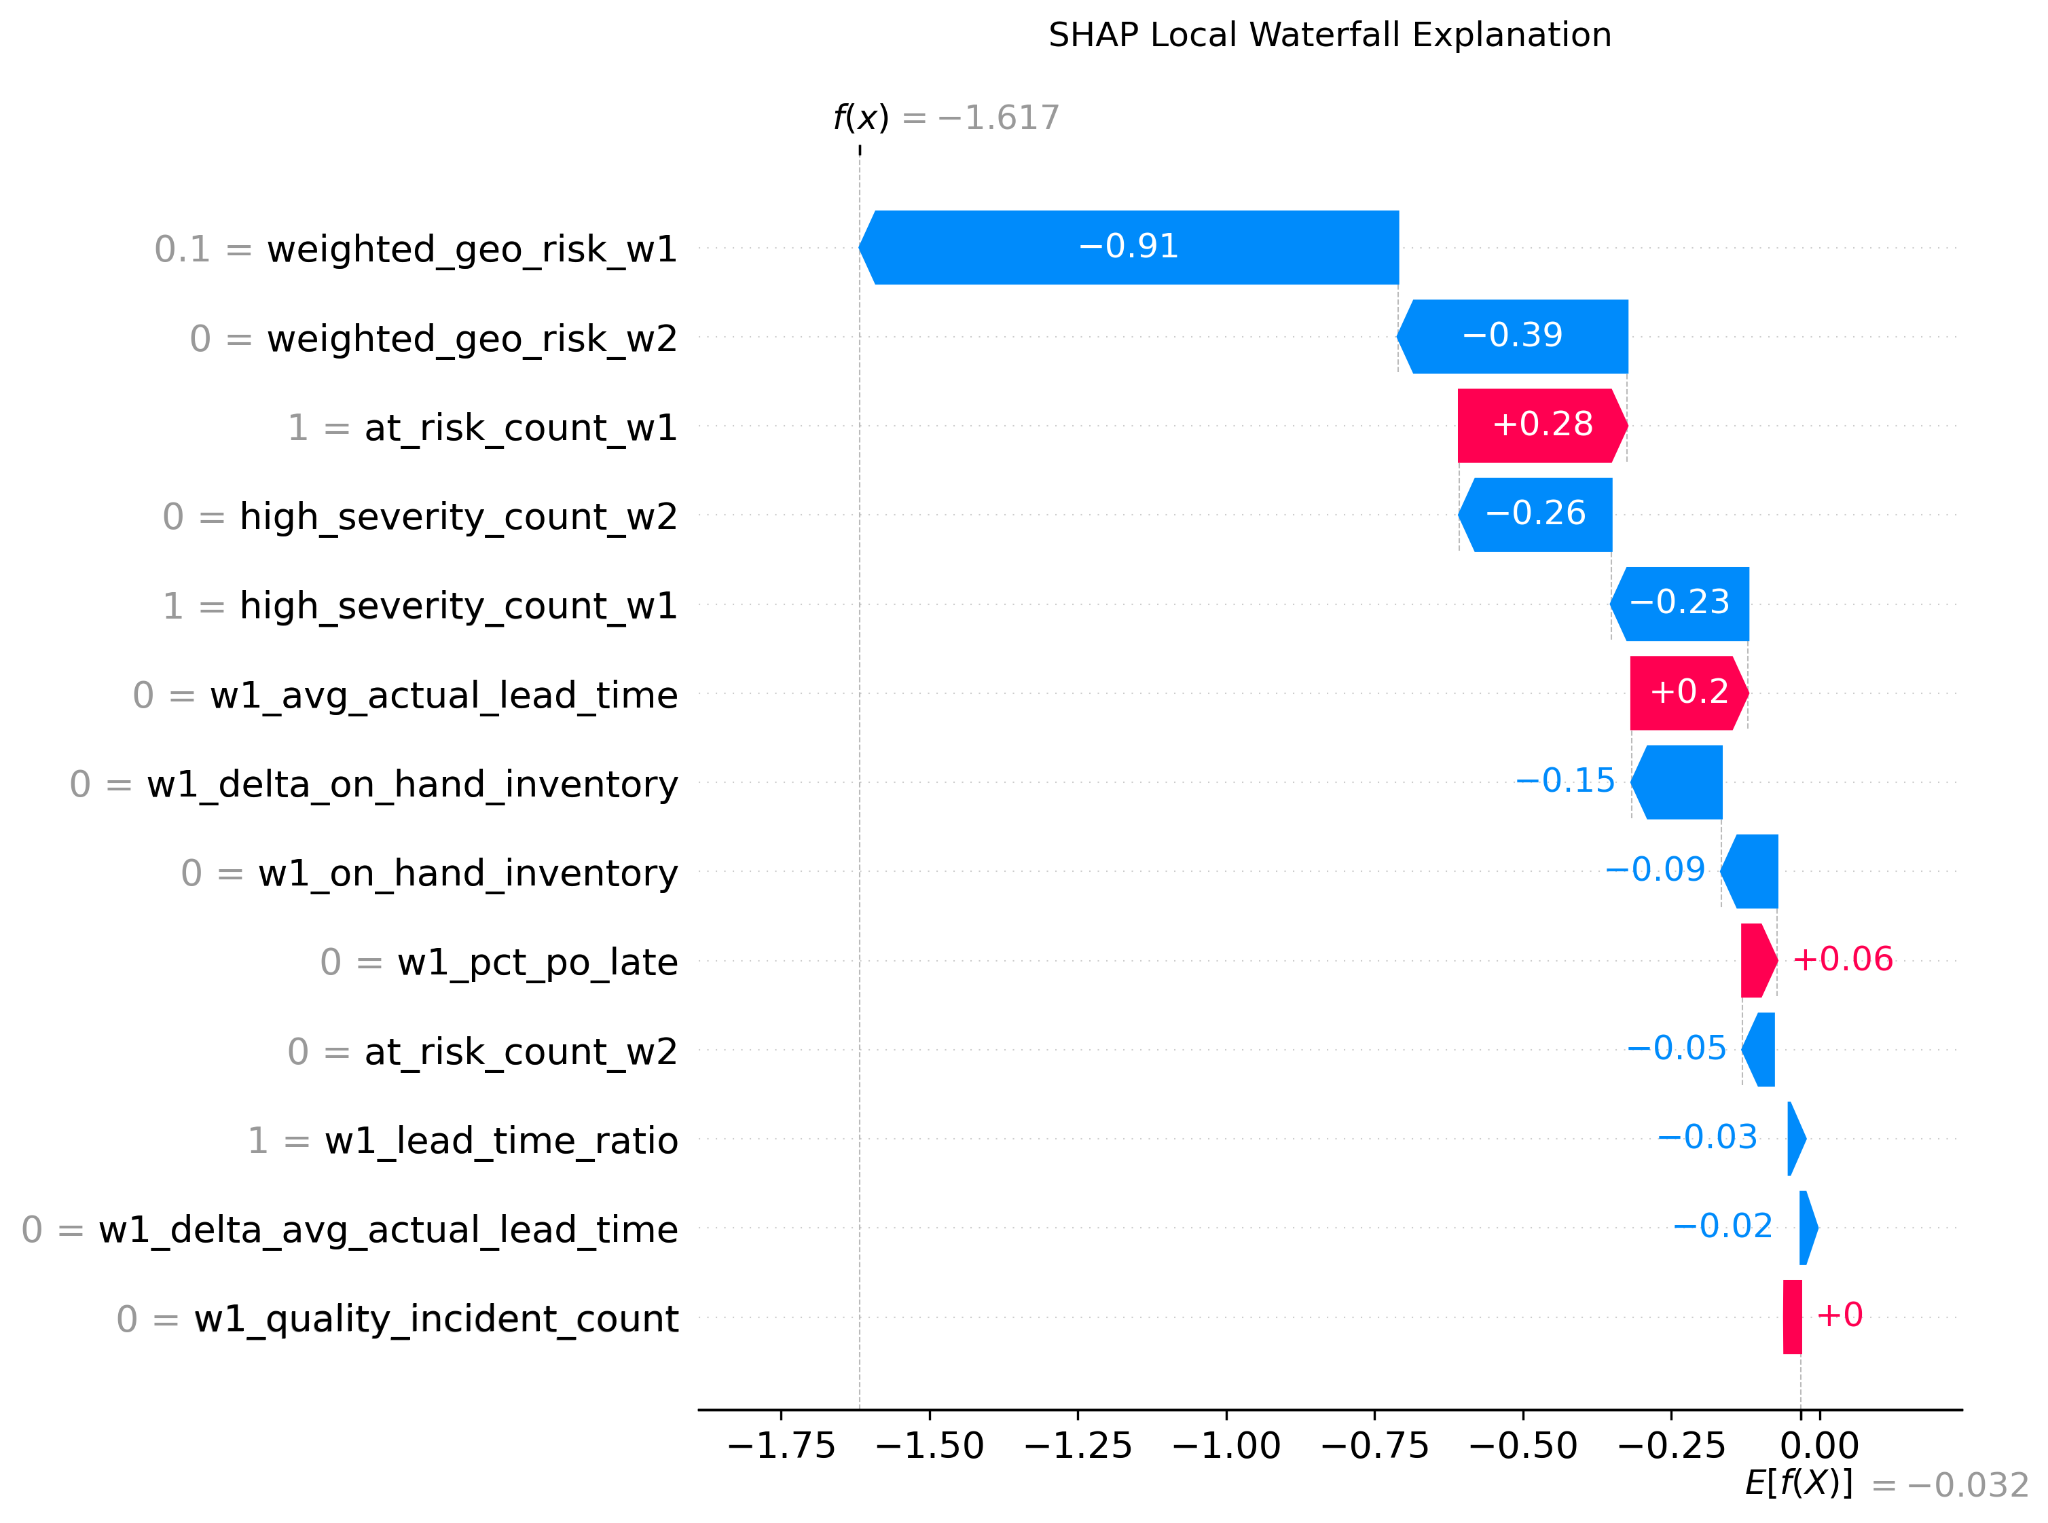 SHAP Local Waterfall Explanation
f(x) = −1.617
0.1 = weighted_geo_risk_w1
−0.91
0 = weighted_geo_risk_w2
−0.39
1 = at_risk_count_w1
+0.28
0 = high_severity_count_w2
−0.26
1 = high_severity_count_w1
−0.23
0 = w1_avg_actual_lead_time
+0.2
0 = w1_delta_on_hand_inventory
−0.15
0 = w1_on_hand_inventory
−0.09
0 = w1_pct_po_late
+0.06
0 = at_risk_count_w2
−0.05
1 = w1_lead_time_ratio
−0.03
0 = w1_delta_avg_actual_lead_time
−0.02
0 = w1_quality_incident_count
+0
−1.75 −1.50 −1.25 −1.00 −0.75 −0.50 −0.25 0.00
E[f(X)] = −0.032